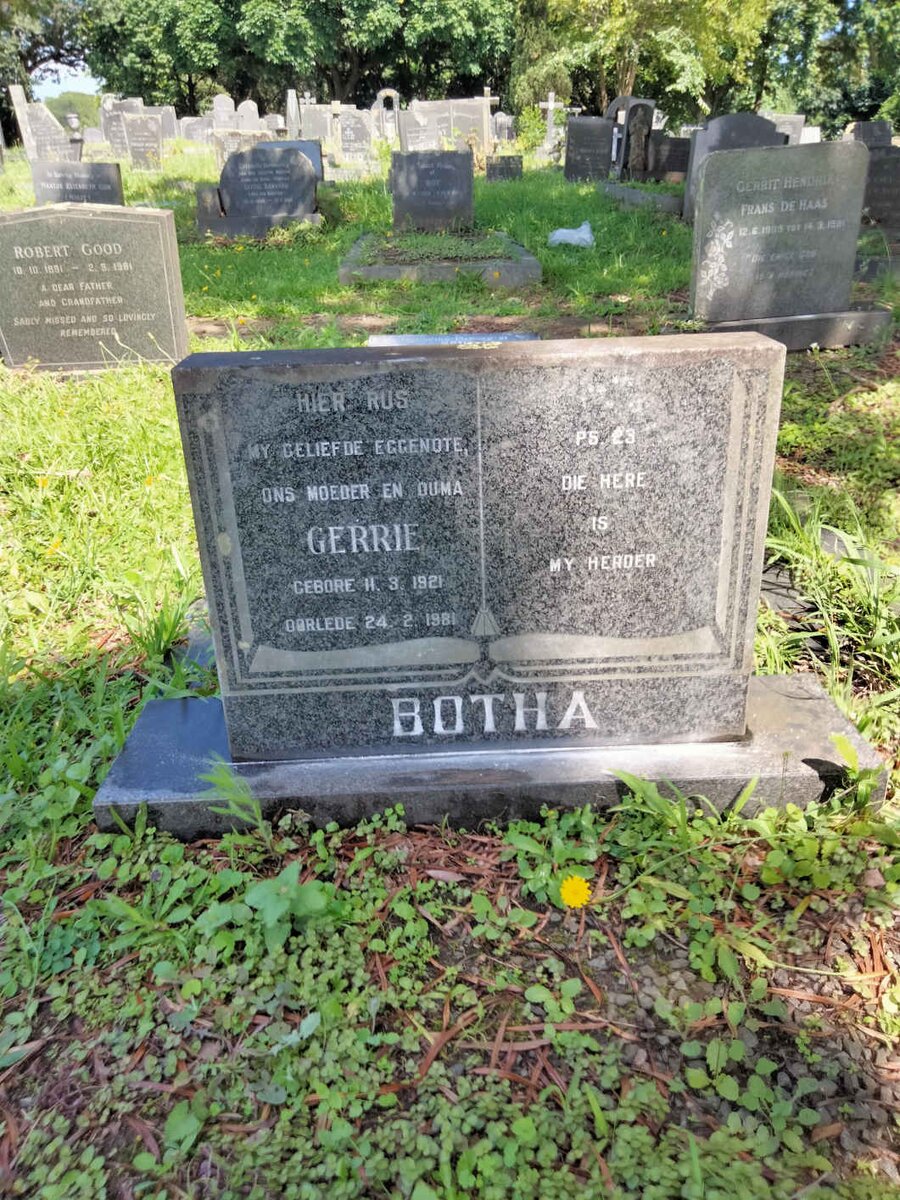 HIER RUS
MY GELIEFDE EGGENOTE,
ONS MOEDER EN OUMA
GERRIE
GEBORE 11. 3. 1921
OORLEDE 24. 2. 1981
PS 23
DIE HERE
IS
MY HERDER
BOTHA
ROBERT GOOD
10. 10. 1891 – 2. 5. 1981
A DEAR FATHER
AND GRANDFATHER
SADLY MISSED AND SO LOVINGLY
REMEMBERED
GERRIT HENDRIK
FRANS DE HAAS